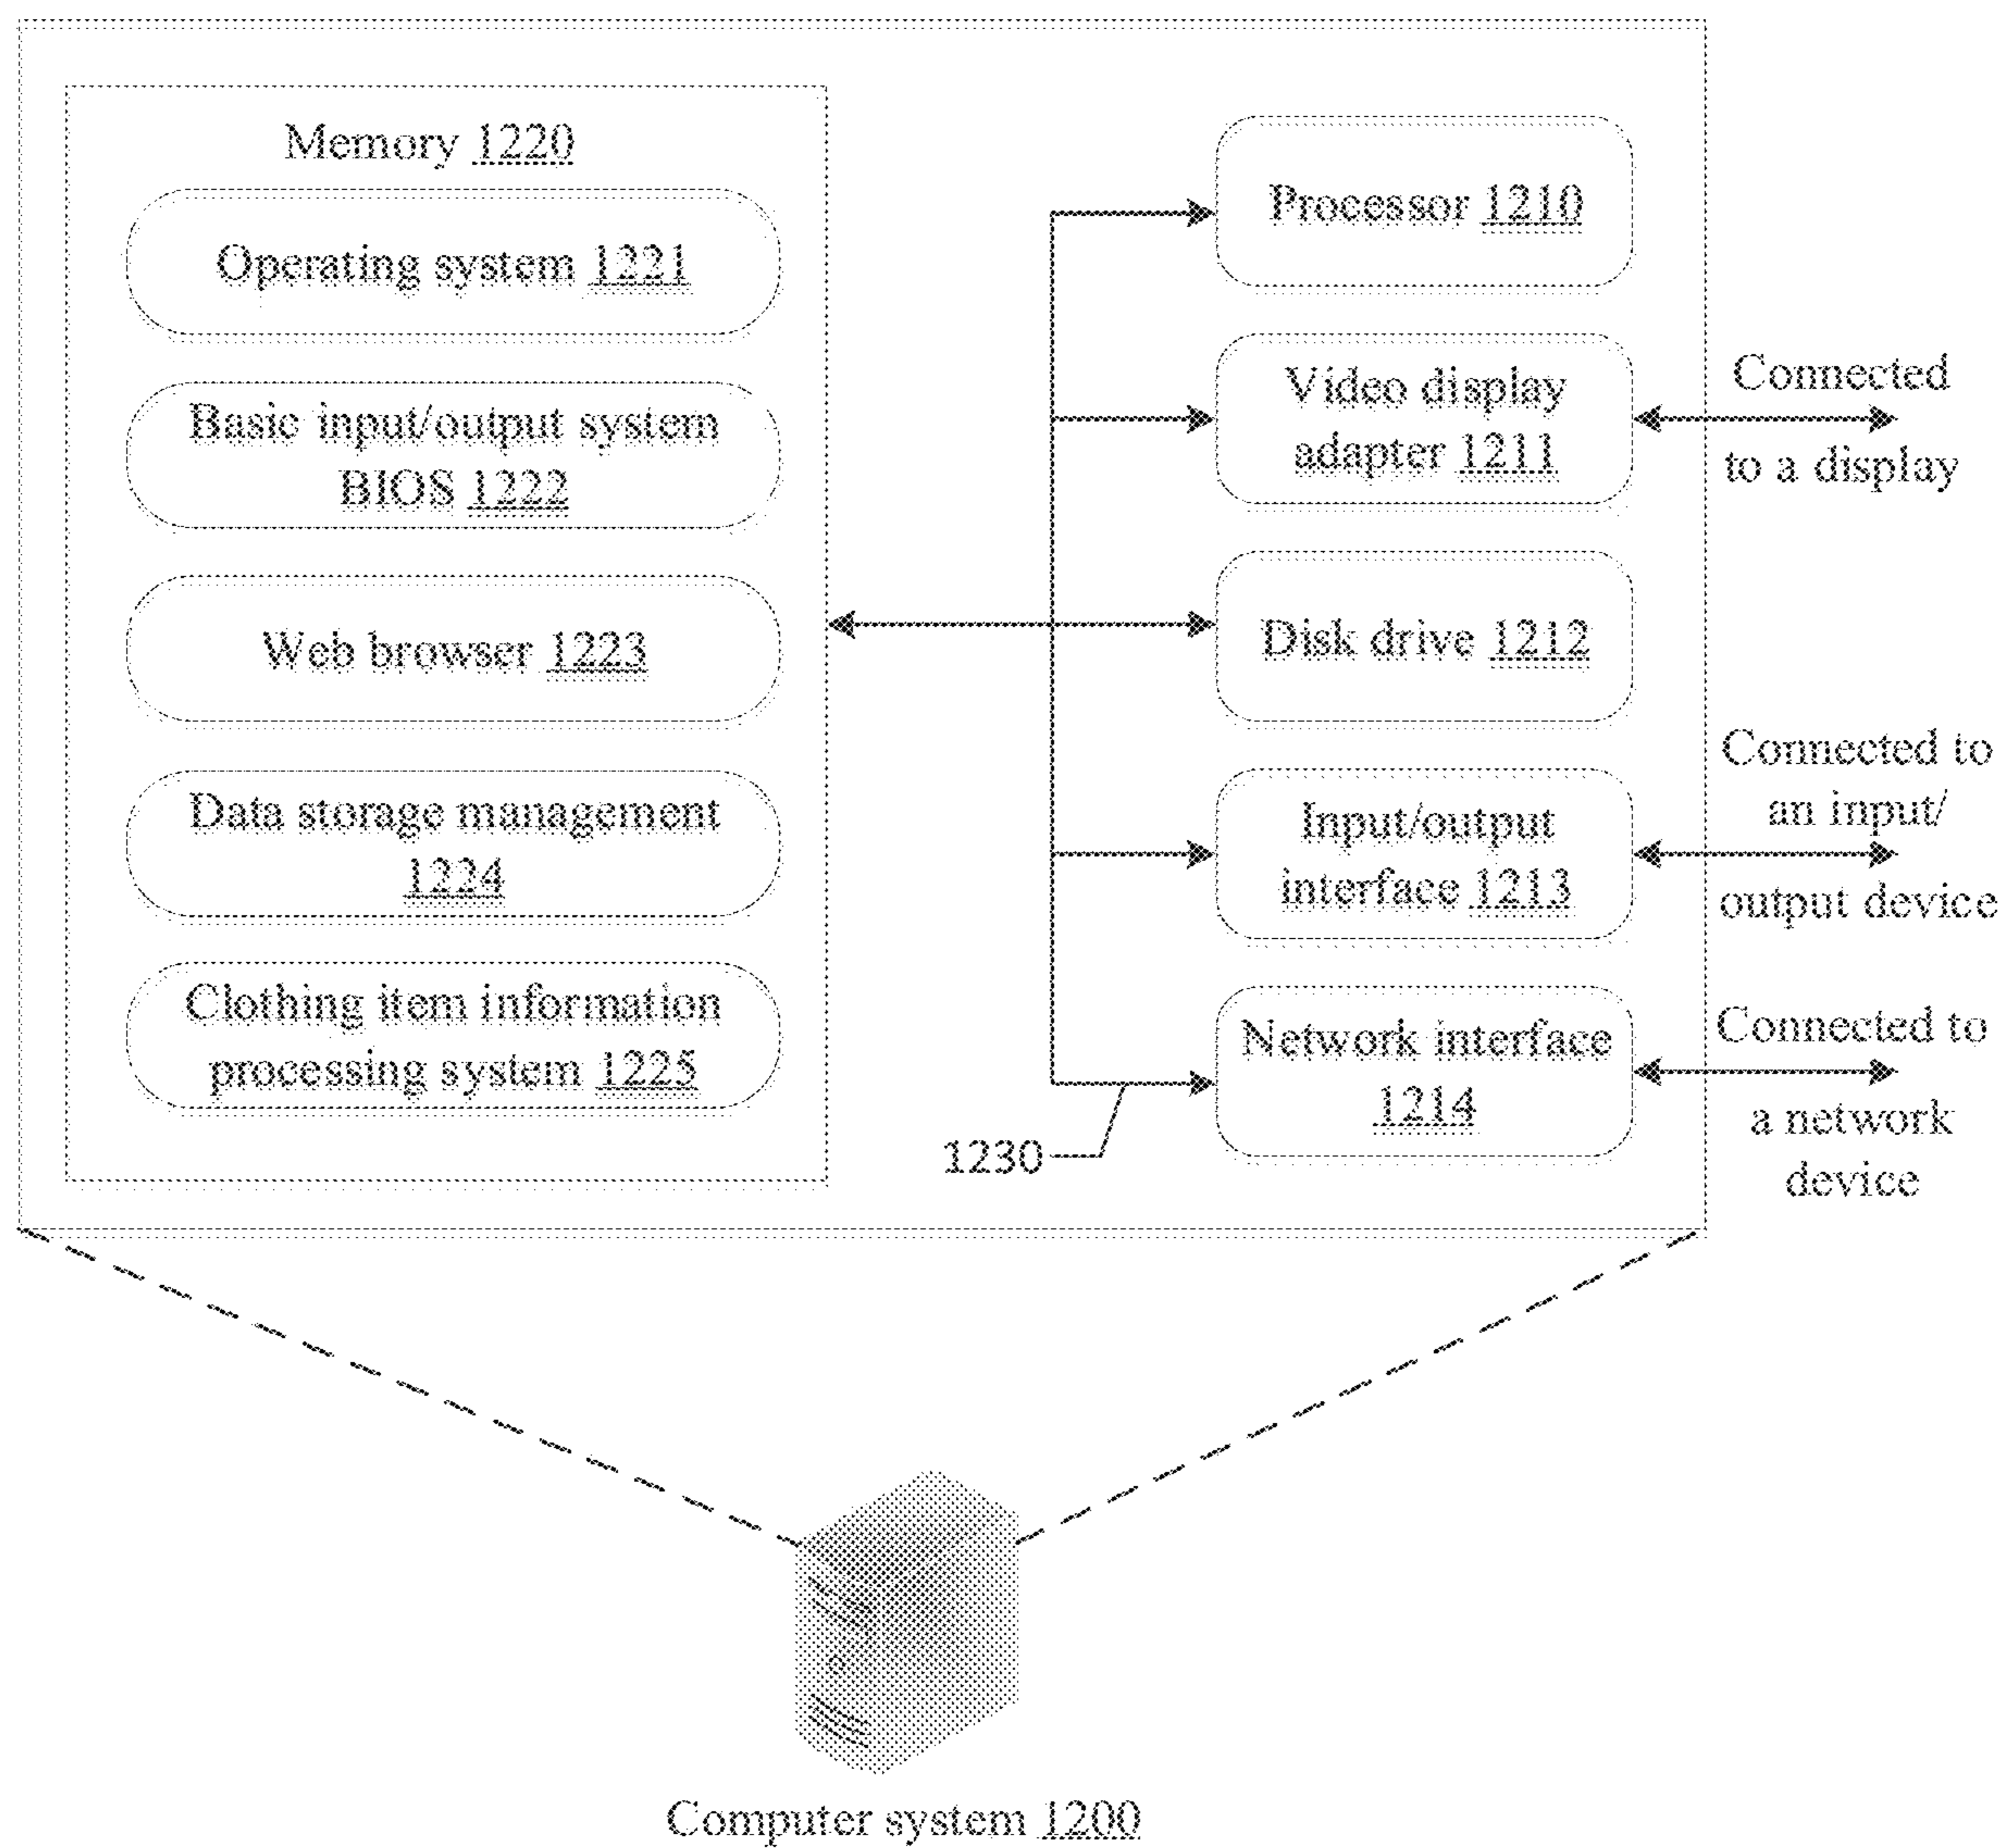 Memory 1220
Operating system 1221
Basic input/output system
BIOS 1222
Web browser 1223
Data storage management
1224
Clothing item information
processing system 1225
Processor 1210
Video display
adapter 1211
Disk drive 1212
Input/output
interface 1213
Network interface
1214
1230
Connected
to a display
Connected to
an input/
output device
Connected to
a network
device
Computer system 1200